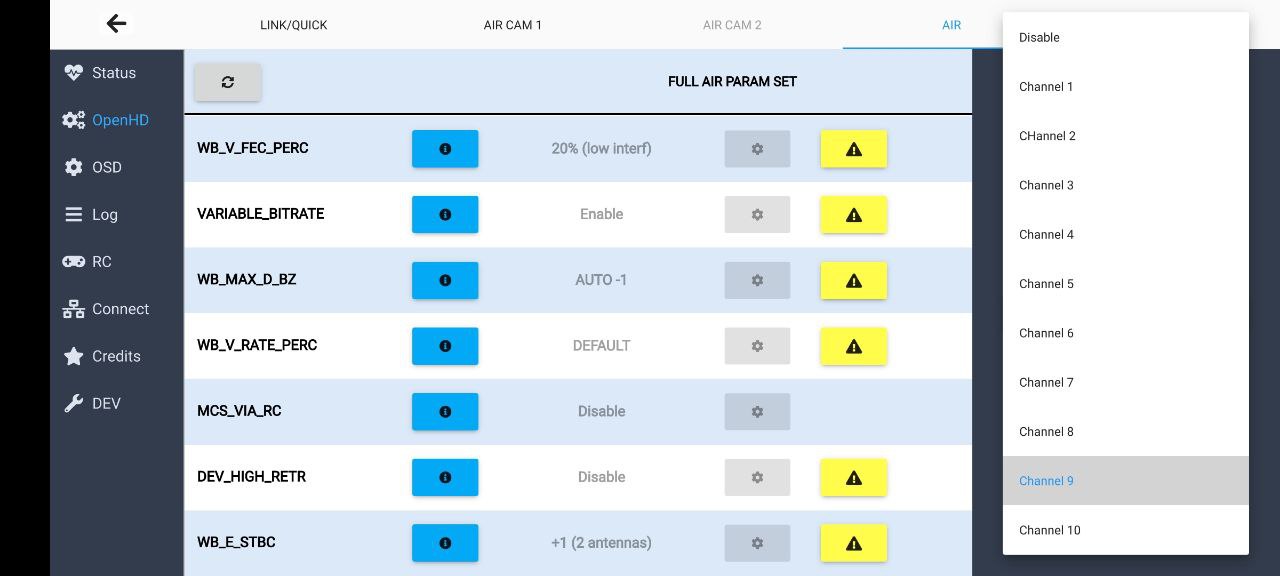 LINK/QUICK
AIR CAM 1
AIR CAM 2
AIR
Status
OpenHD
OSD
Log
RC
Connect
Credits
DEV
FULL AIR PARAM SET
WB_V_FEC_PERC 20% (low interf)
VARIABLE_BITRATE Enable
WB_MAX_D_BZ AUTO -1
WB_V_RATE_PERC DEFAULT
MCS_VIA_RC Disable
DEV_HIGH_RETR Disable
WB_E_STBC +1 (2 antennas)
Disable
Channel 1
CHannel 2
Channel 3
Channel 4
Channel 5
Channel 6
Channel 7
Channel 8
Channel 9
Channel 10